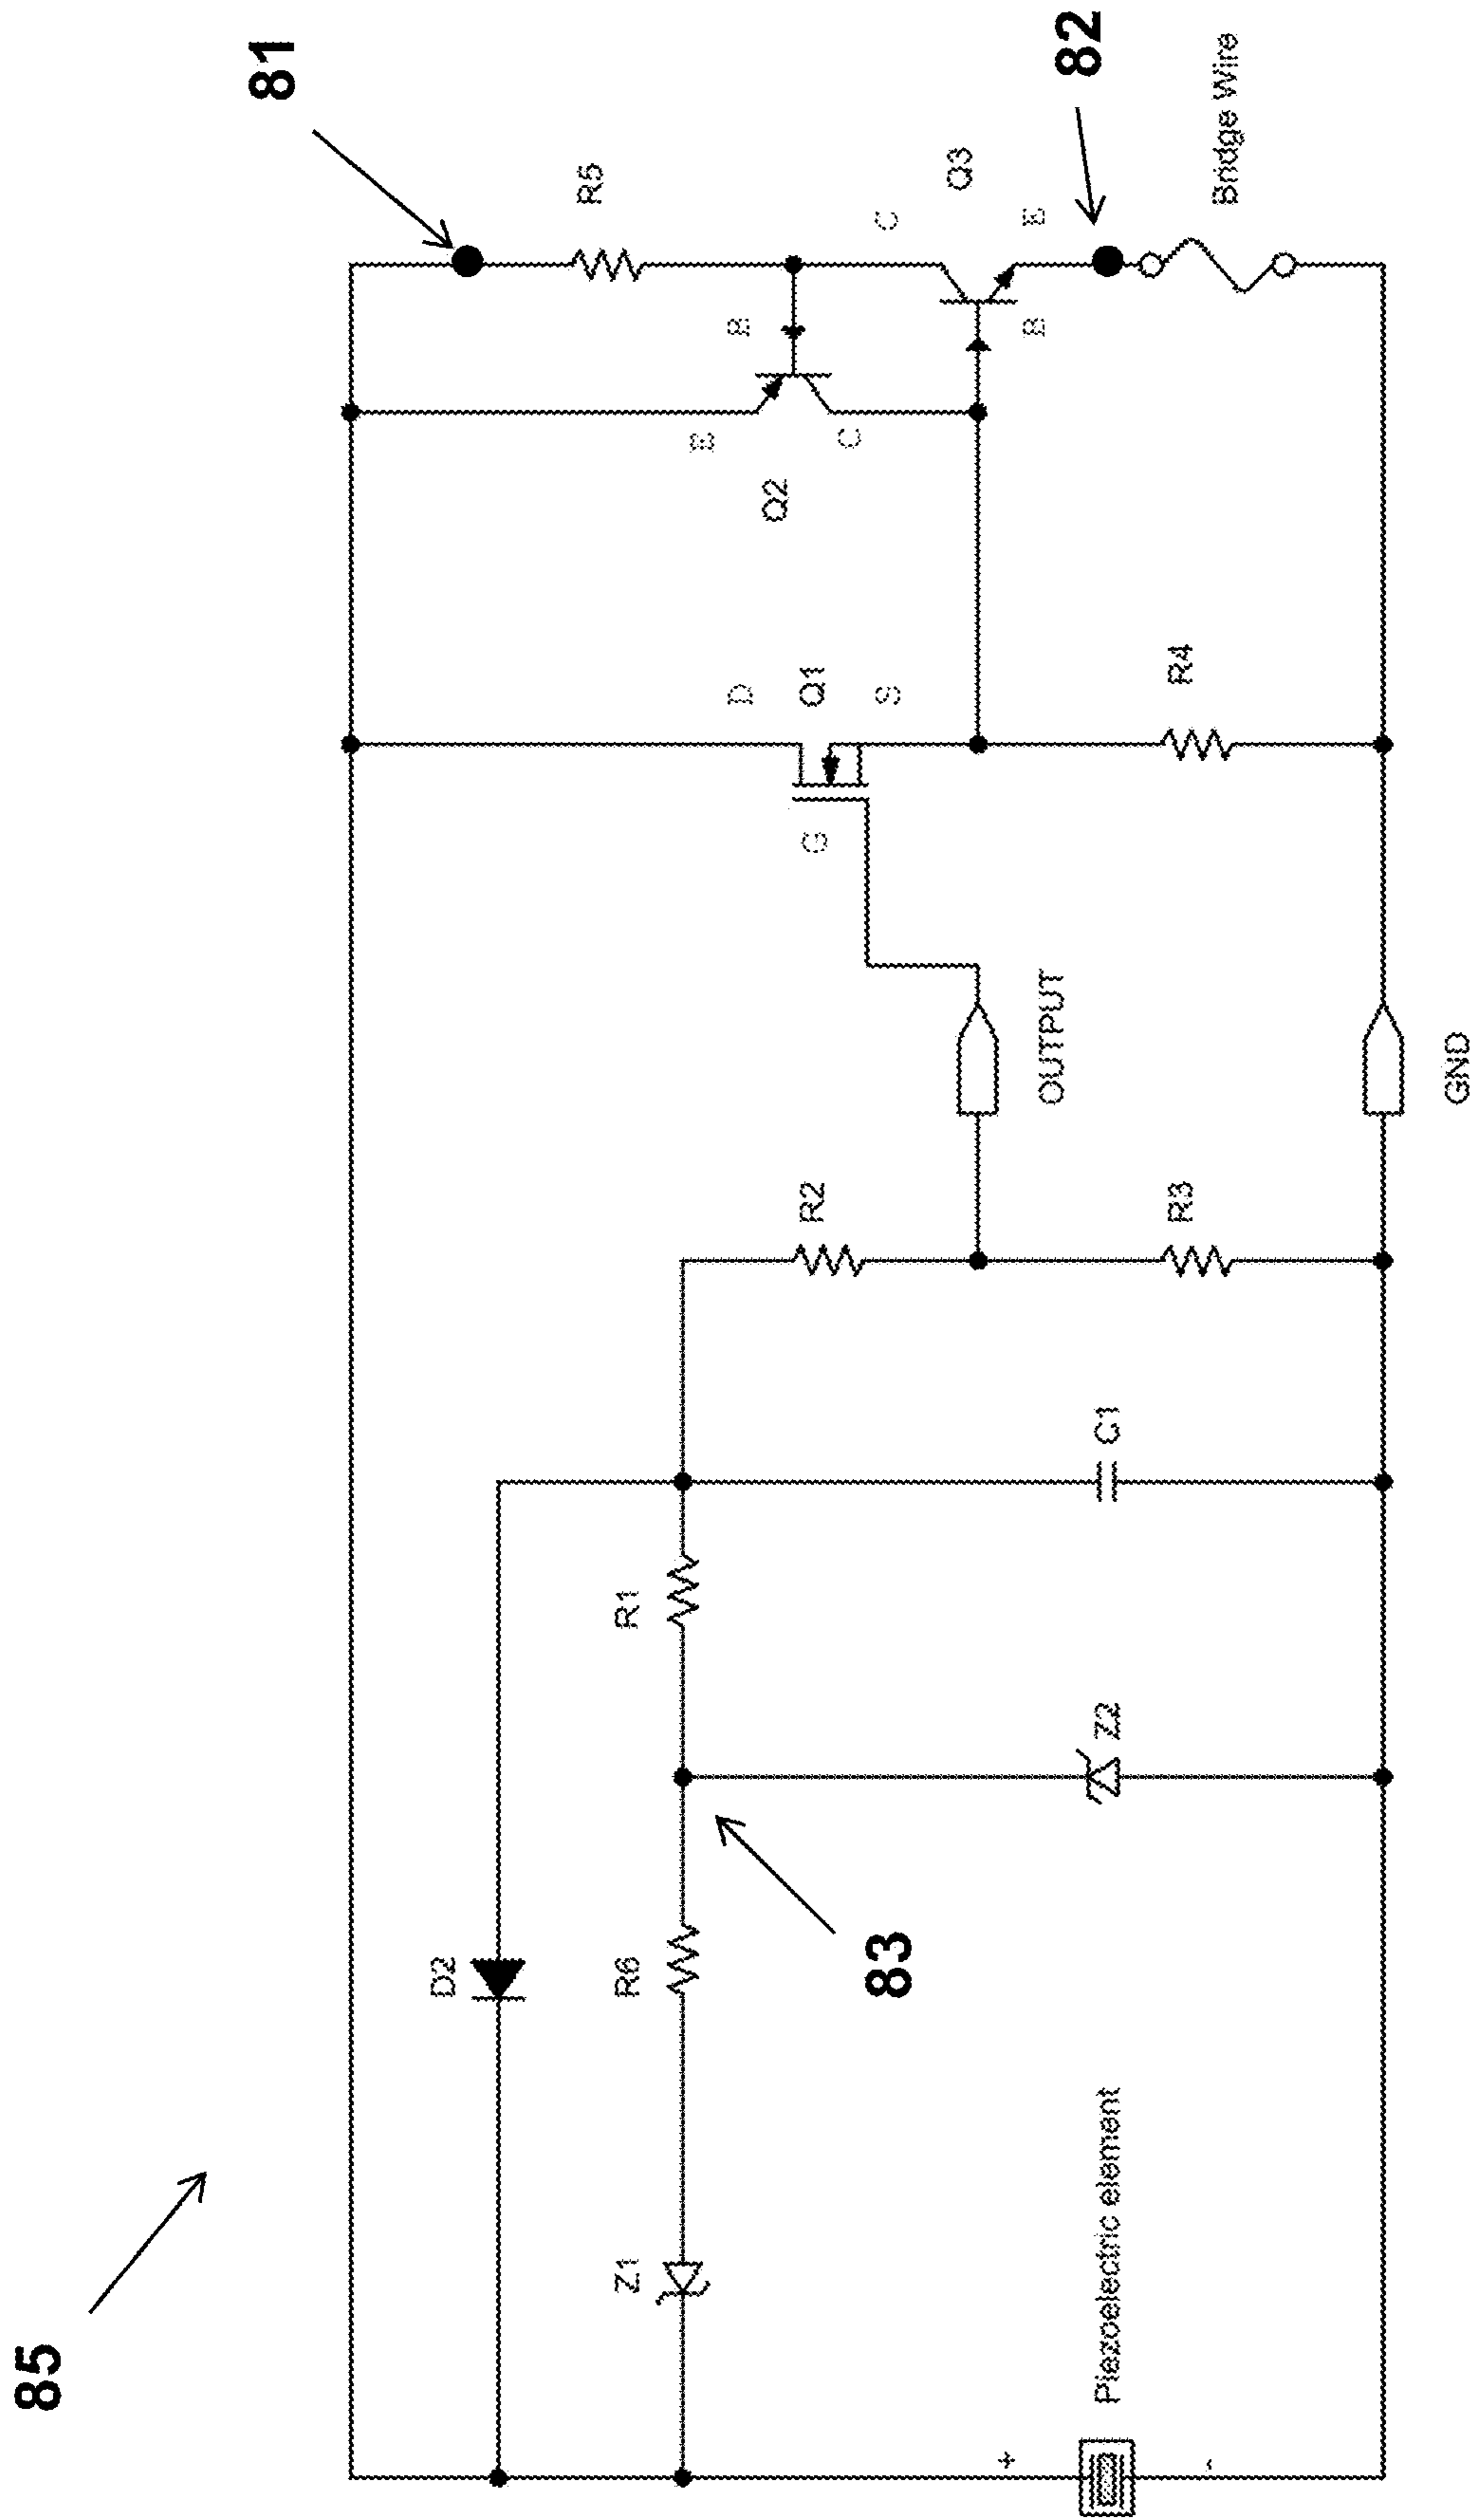 85
81
82
83
D2
Z1
R6
R1
Z2
C1
R2
R3
OUTPUT
GND
D
Q1
S
G
R4
E
Q2
C
B
R5
C
Q3
E
B
Bridge Wire
Piezoelectric element
+
-